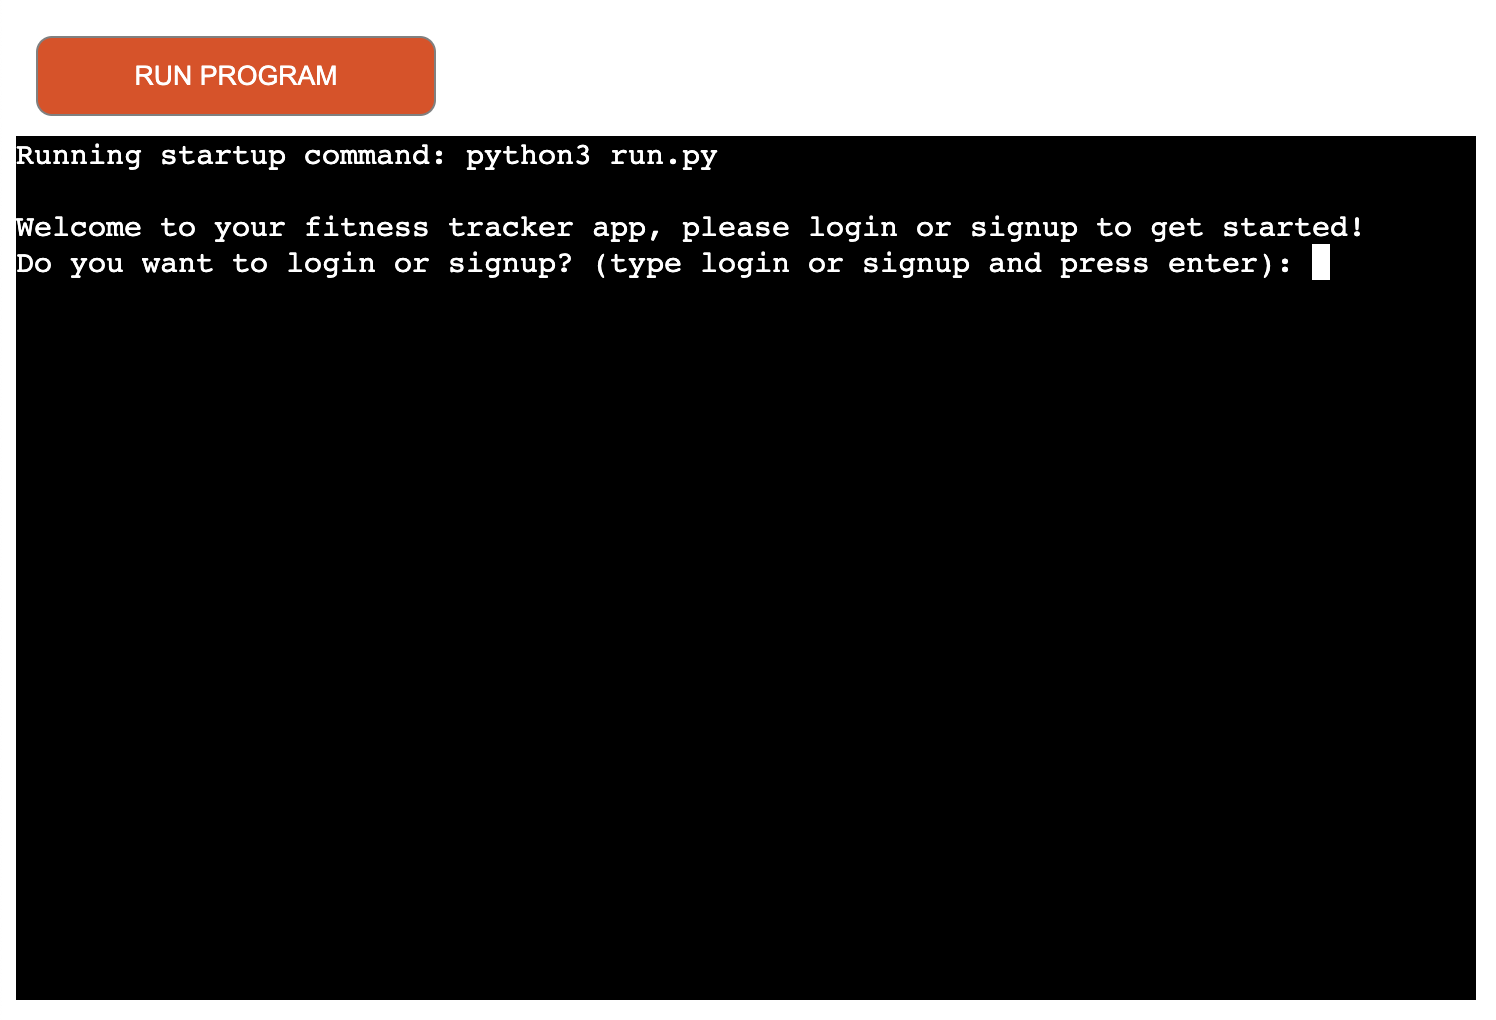 RUN PROGRAM
Running startup command: python3 run.py
Welcome to your fitness tracker app, please login or signup to get started!
Do you want to login or signup? (type login or signup and press enter):